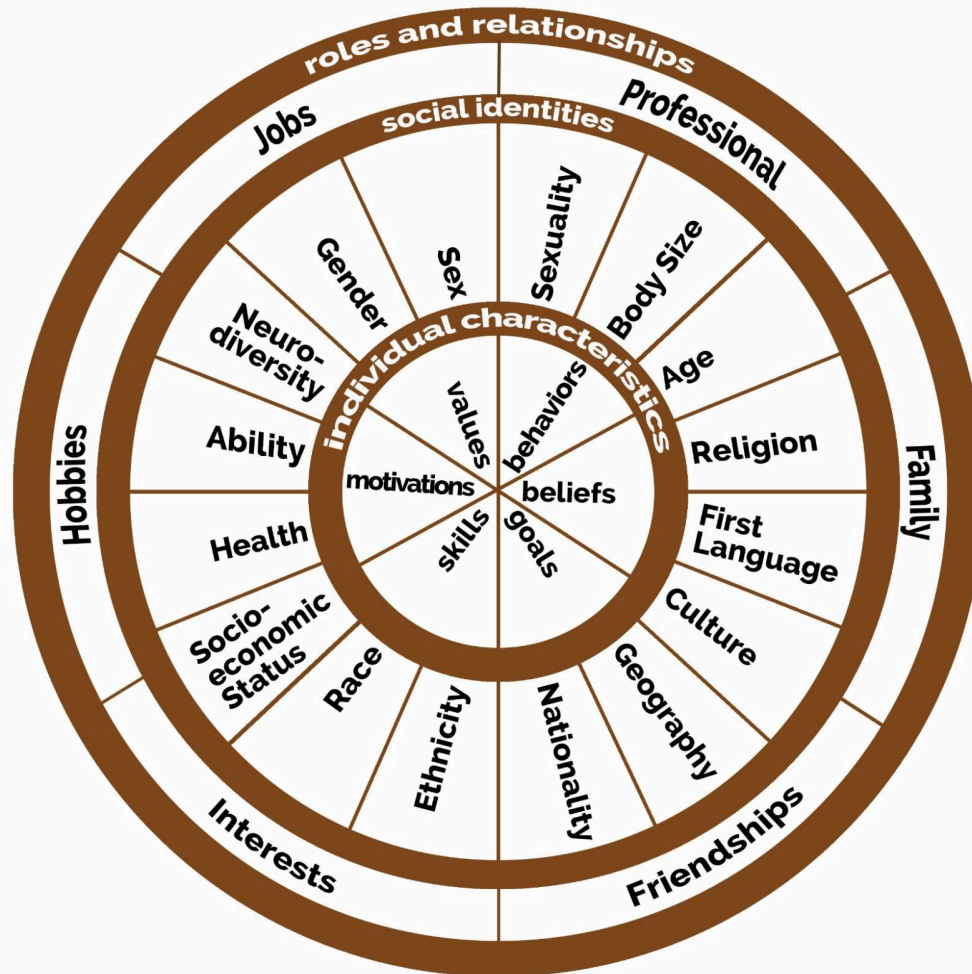 roles and relationships
Jobs
Professional
Family
Friendships
Interests
Hobbies
social identities
Sex
Sexuality
Body Size
Age
Religion
First
Language
Culture
Geography
Nationality
Ethnicity
Race
Socio-
economic
Status
Health
Ability
Neuro-
diversity
Gender
individual characteristics
values
behaviors
beliefs
goals
skills
motivations